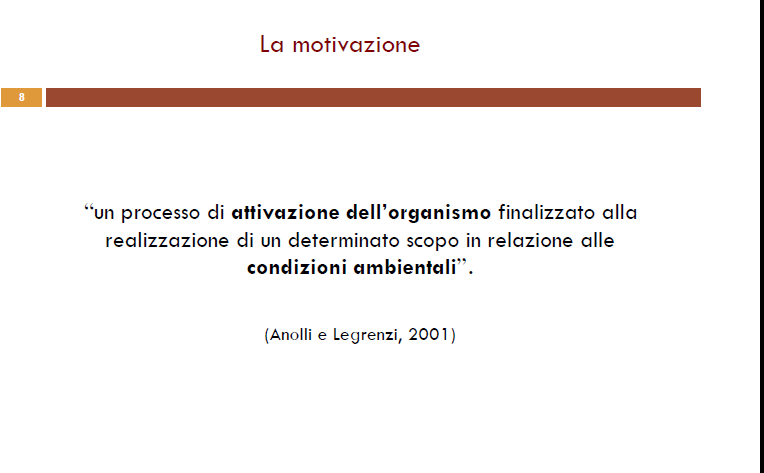 La motivazione
8
“un processo di attivazione dell’organismo finalizzato alla
realizzazione di un determinato scopo in relazione alle
condizioni ambientali”.
(Anolli e Legrenzi, 2001)